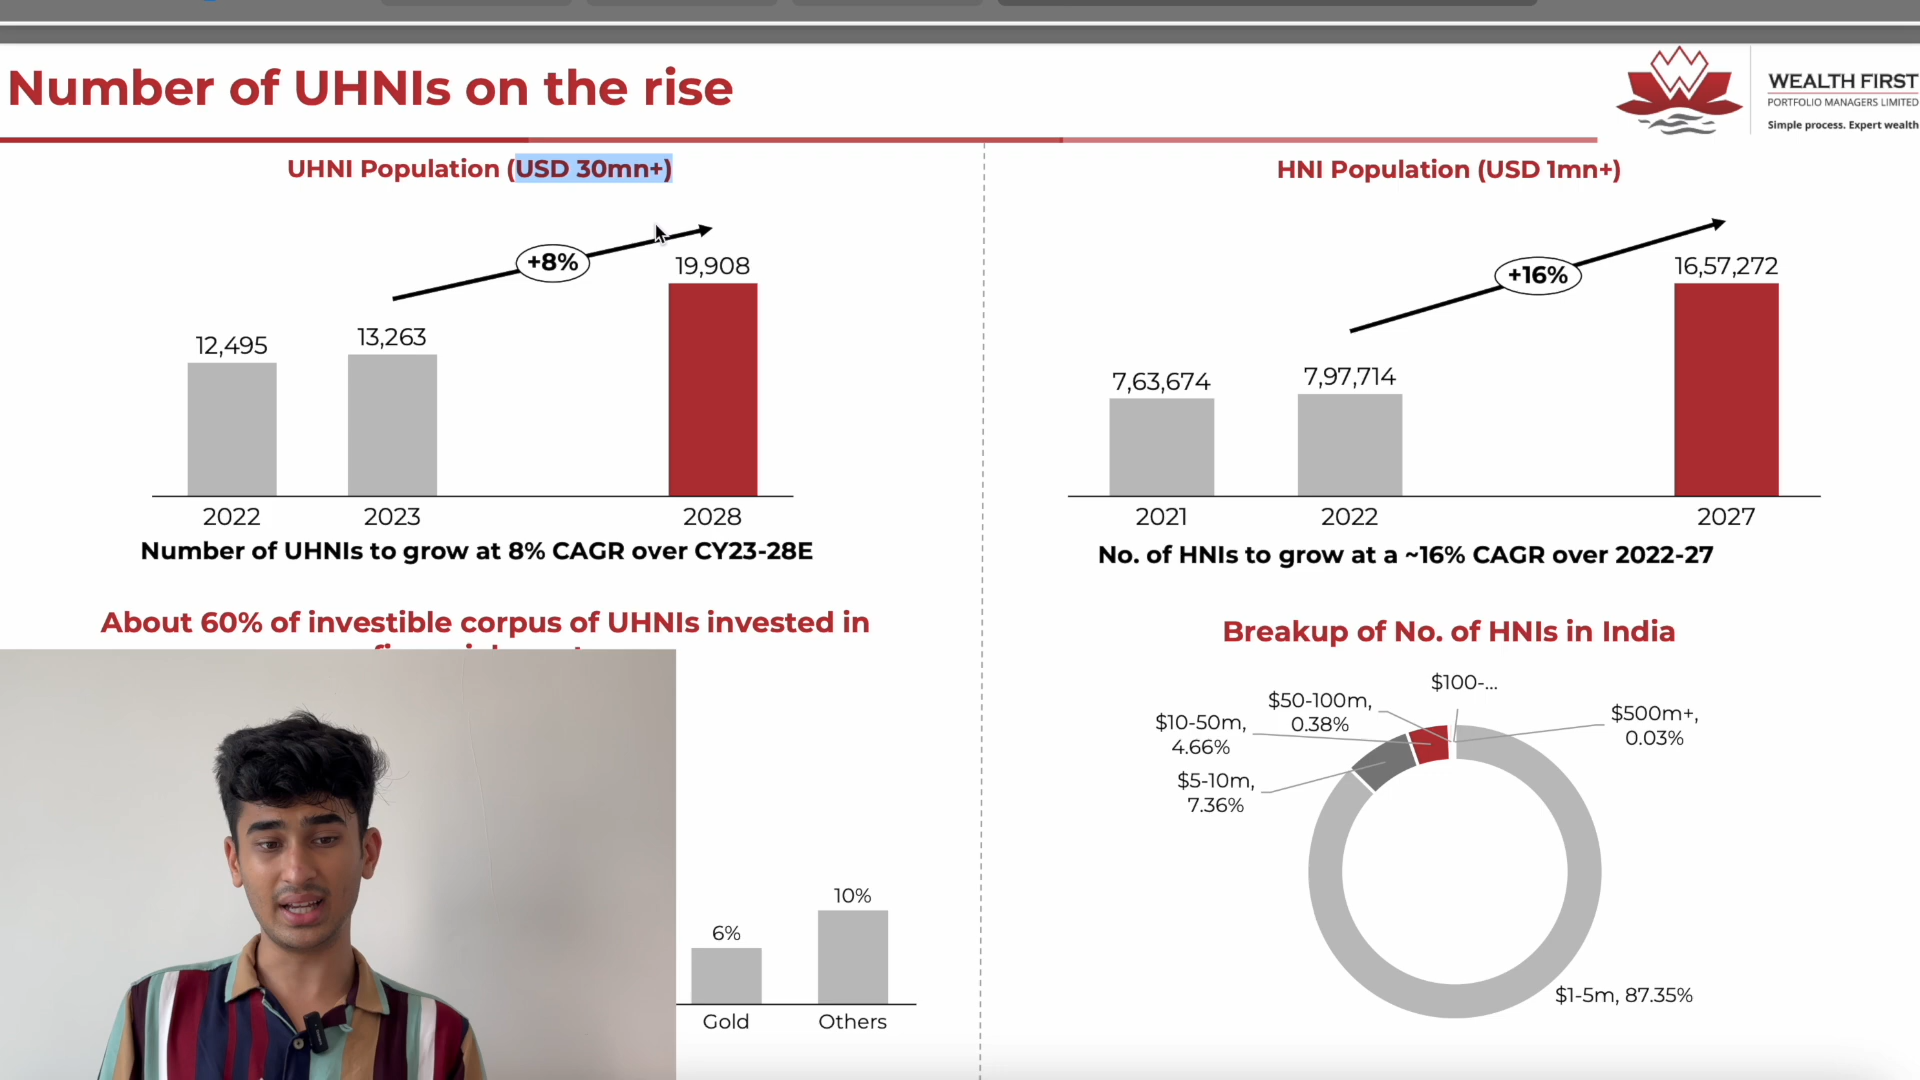 Number of UHNIs on the rise
WEALTH FIRST
PORTFOLIO MANAGERS LIMITED
Simple process. Expert wealth
UHNI Population (USD 30mn+)
+8%
12,495
13,263
19,908
2022
2023
2028
Number of UHNIs to grow at 8% CAGR over CY23-28E
HNI Population (USD 1mn+)
+16%
7,63,674
7,97,714
16,57,272
2021
2022
2027
No. of HNIs to grow at a ~16% CAGR over 2022-27
About 60% of investible corpus of UHNIs invested in
6%
10%
Gold
Others
Breakup of No. of HNIs in India
$100-...
$50-100m,
0.38%
$500m+,
0.03%
$10-50m,
4.66%
$5-10m,
7.36%
$1-5m, 87.35%